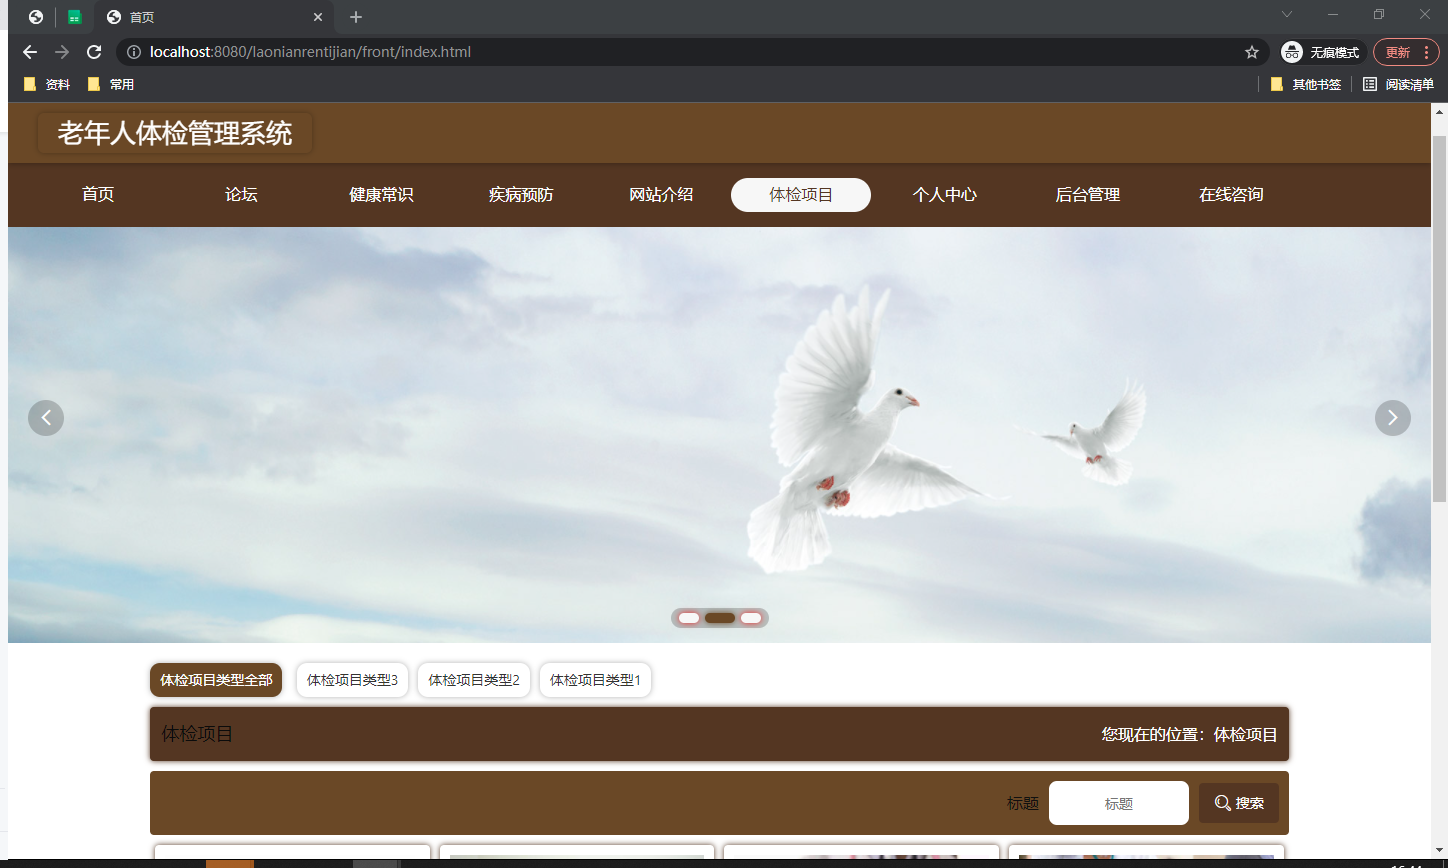 首页
localhost:8080/laonianrentijian/front/index.html
无痕模式
更新
资料
常用
其他书签
阅读清单
老年人体检管理系统
首页 论坛 健康常识 疾病预防 网站介绍 体检项目 个人中心 后台管理 在线咨询
体检项目类型全部 体检项目类型3 体检项目类型2 体检项目类型1
体检项目 您现在的位置：体检项目
标题 标题 搜索